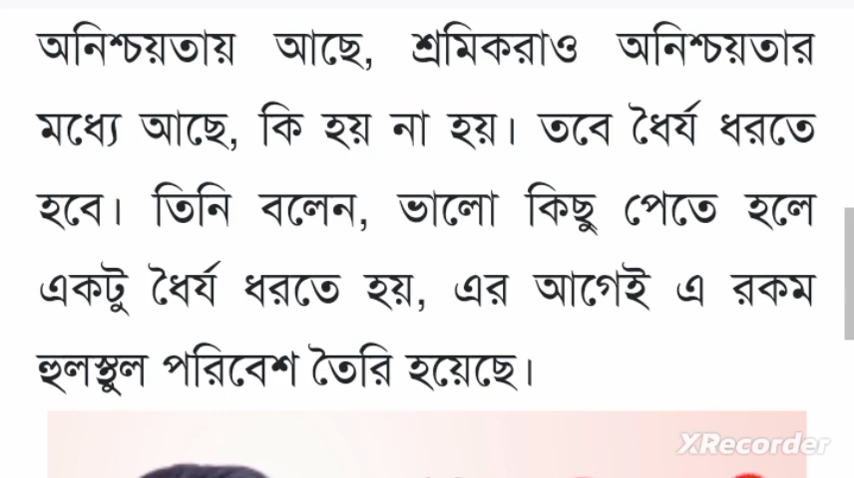 অনিশ্চয়তায় আছে, শ্রমিকরাও অনিশ্চয়তার
মধ্যে আছে, কি হয় না হয়। তবে ধৈর্য ধরতে
হবে। তিনি বলেন, ভালো কিছু পেতে হলে
একটু ধৈর্য ধরতে হয়, এর আগেই এ রকম
হুলস্থুল পরিবেশ তৈরি হয়েছে।
XRecorder